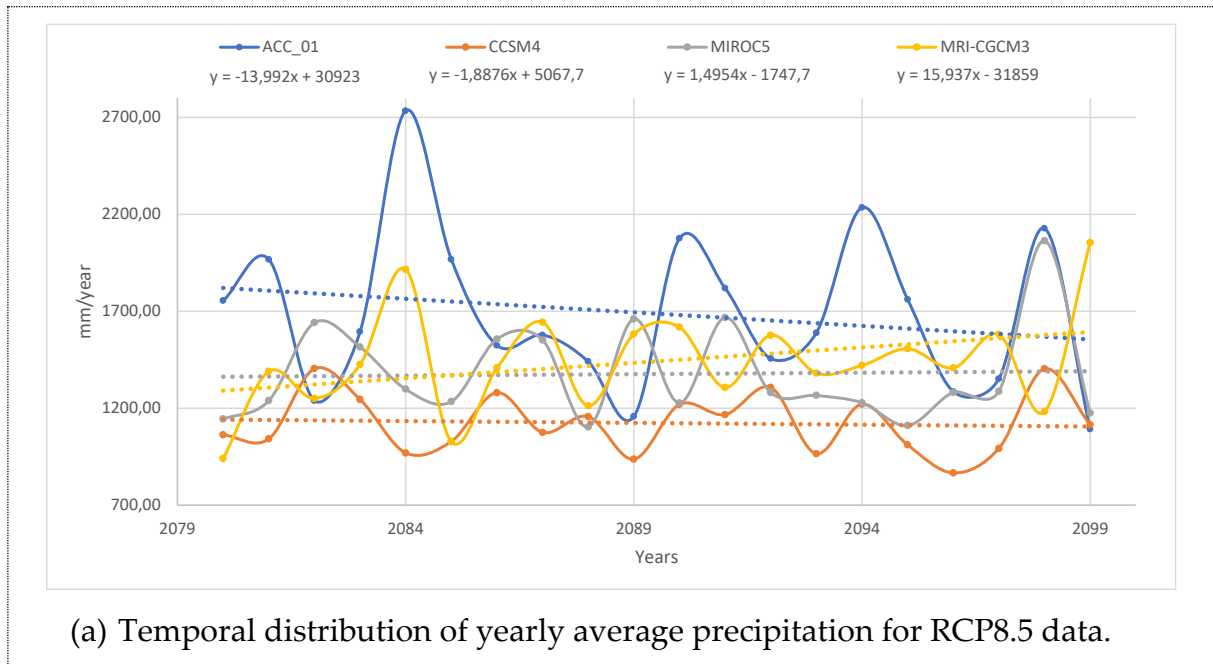 ACC_01 CCSM4 MIROC5 MRI-CGCM3
y = -13,992x + 30923 y = -1,8876x + 5067,7 y = 1,4954x - 1747,7 y = 15,937x - 31859
2700,00
2200,00
1700,00
1200,00
700,00
mm/year
2079 2084 2089 2094 2099
Years
(a) Temporal distribution of yearly average precipitation for RCP8.5 data.